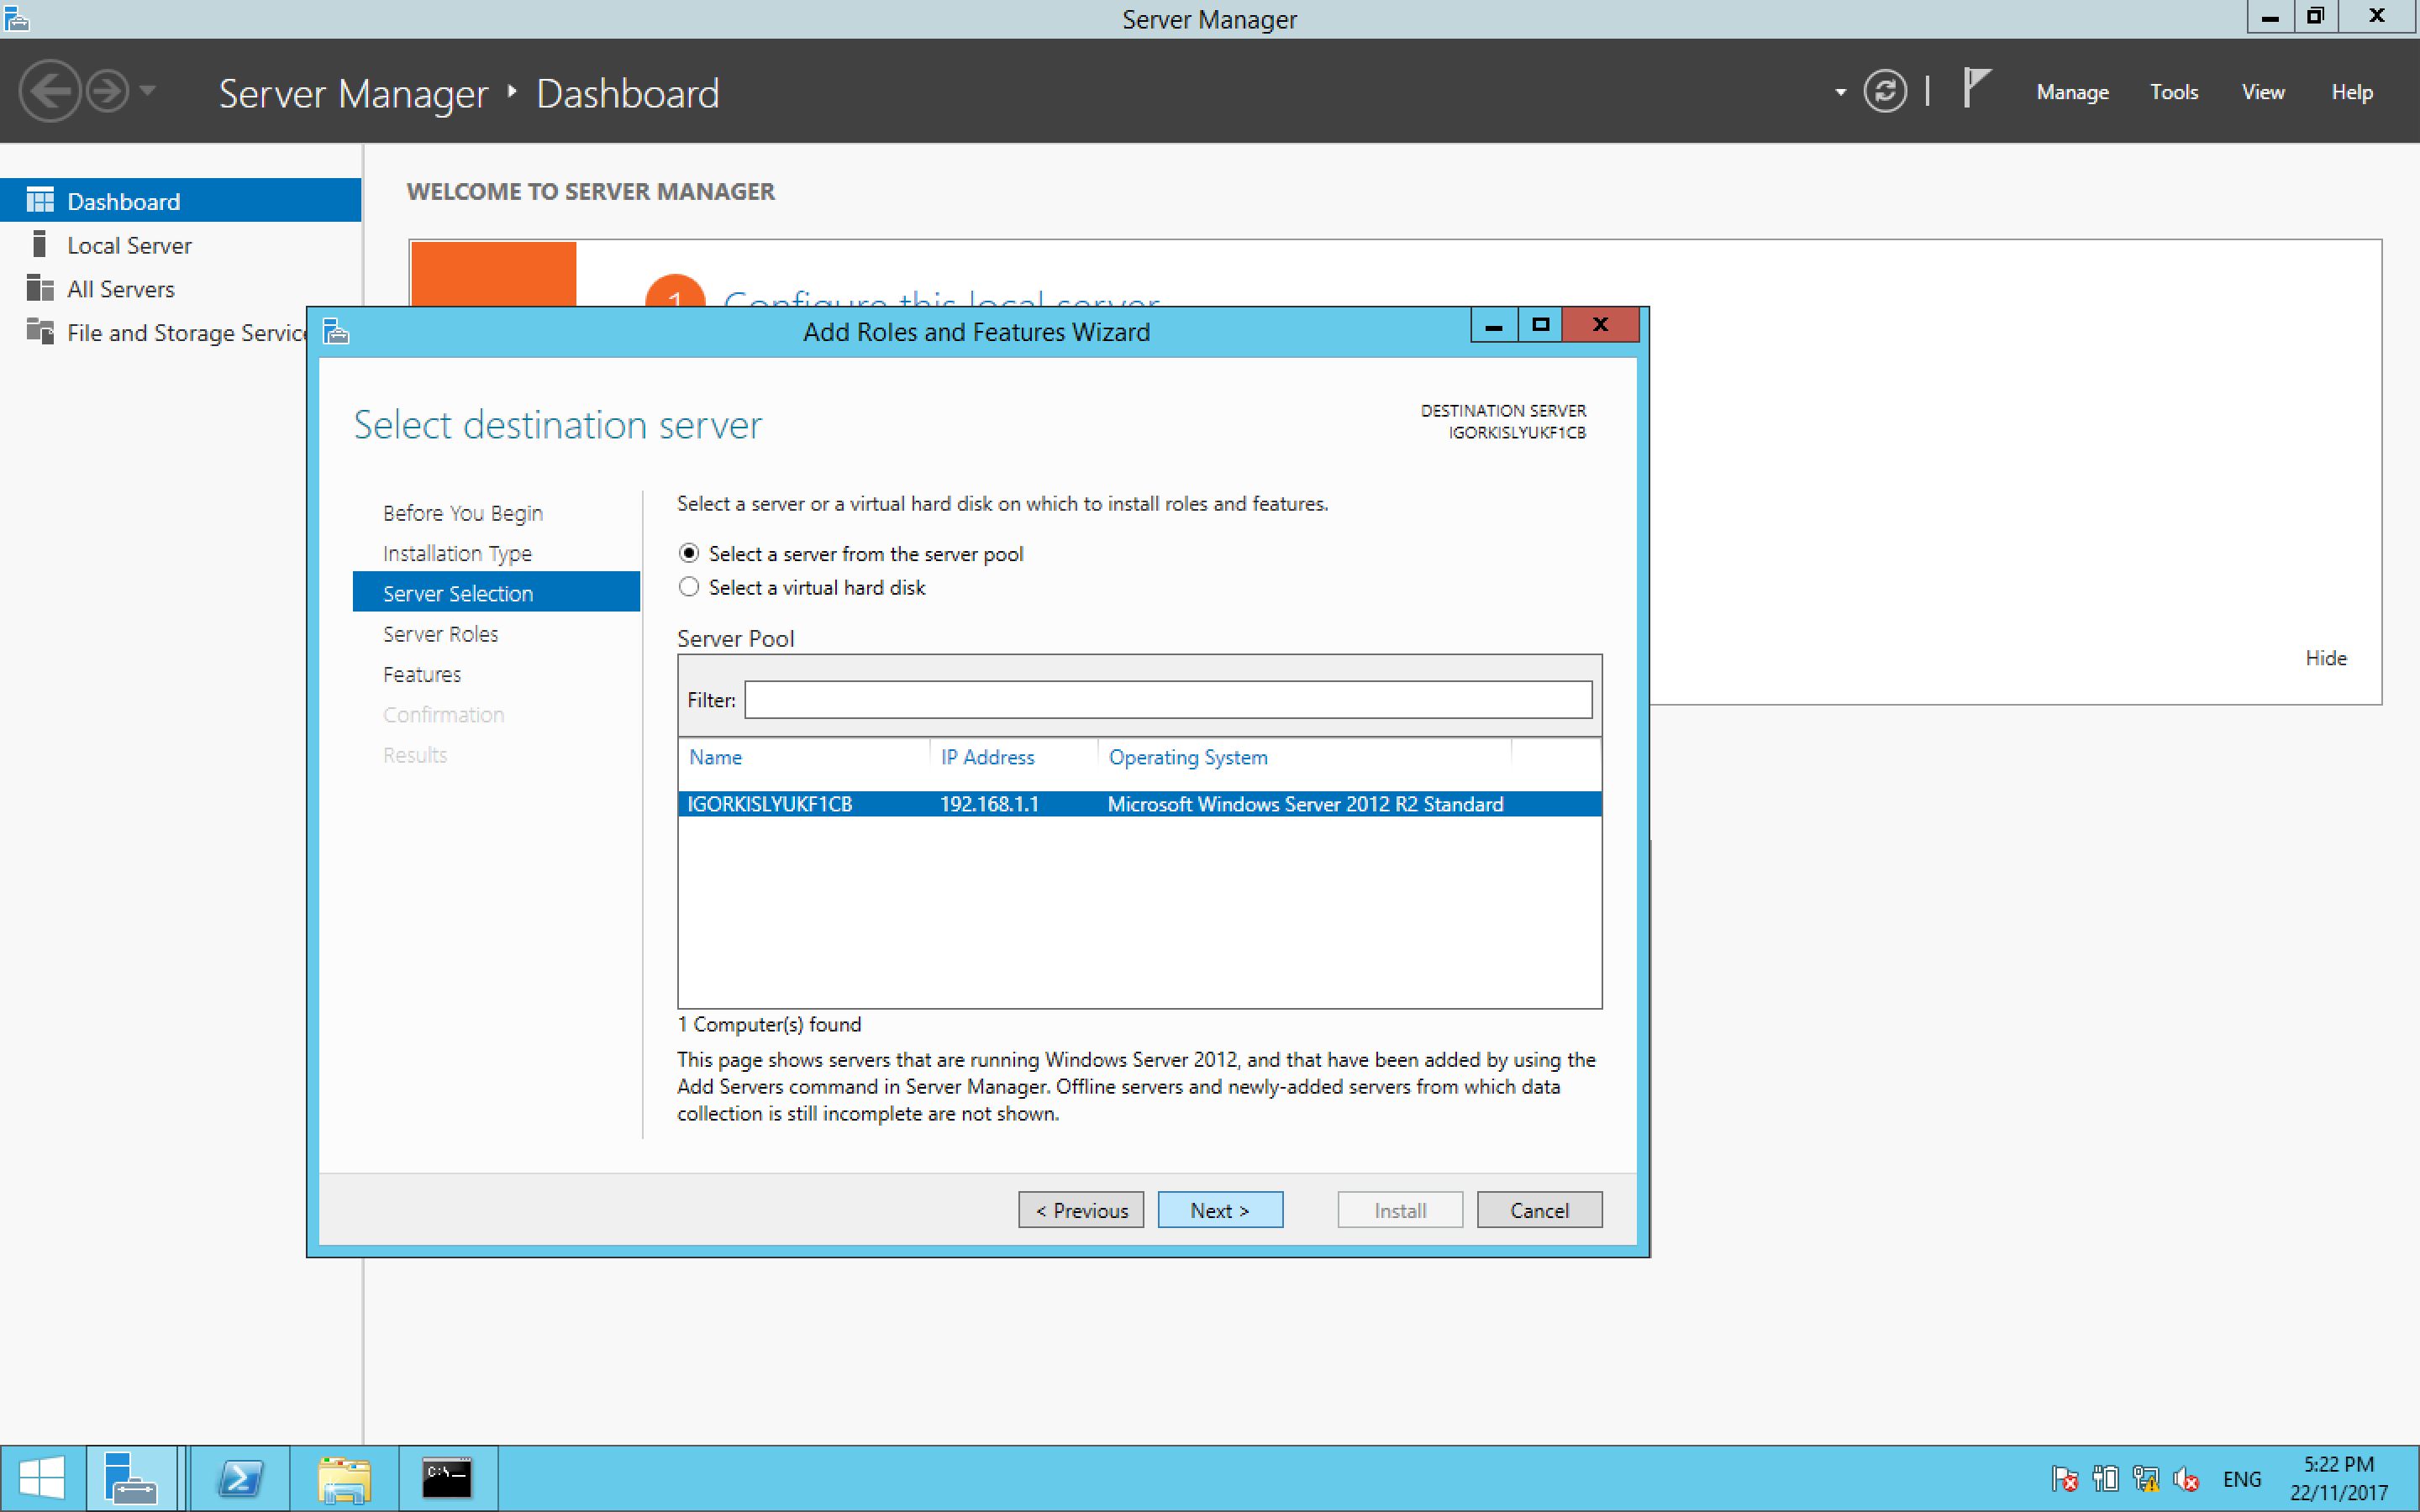 Server Manager
Server Manager ‣ Dashboard
Manage
Tools
View
Help
Dashboard
Local Server
All Servers
File and Storage Servic
WELCOME TO SERVER MANAGER
1
Configure this local server
Add Roles and Features Wizard
Select destination server
DESTINATION SERVER
IGORKISLYUKF1CB
Before You Begin
Installation Type
Server Selection
Server Roles
Features
Confirmation
Results
Select a server or a virtual hard disk on which to install roles and features.
Select a server from the server pool
Select a virtual hard disk
Server Pool
Filter:
Name IP Address Operating System
IGORKISLYUKF1CB 192.168.1.1 Microsoft Windows Server 2012 R2 Standard
1 Computer(s) found
This page shows servers that are running Windows Server 2012, and that have been added by using the
Add Servers command in Server Manager. Offline servers and newly-added servers from which data
collection is still incomplete are not shown.
< Previous
Next >
Install
Cancel
Hide
C:\
ENG
5:22 PM
22/11/2017